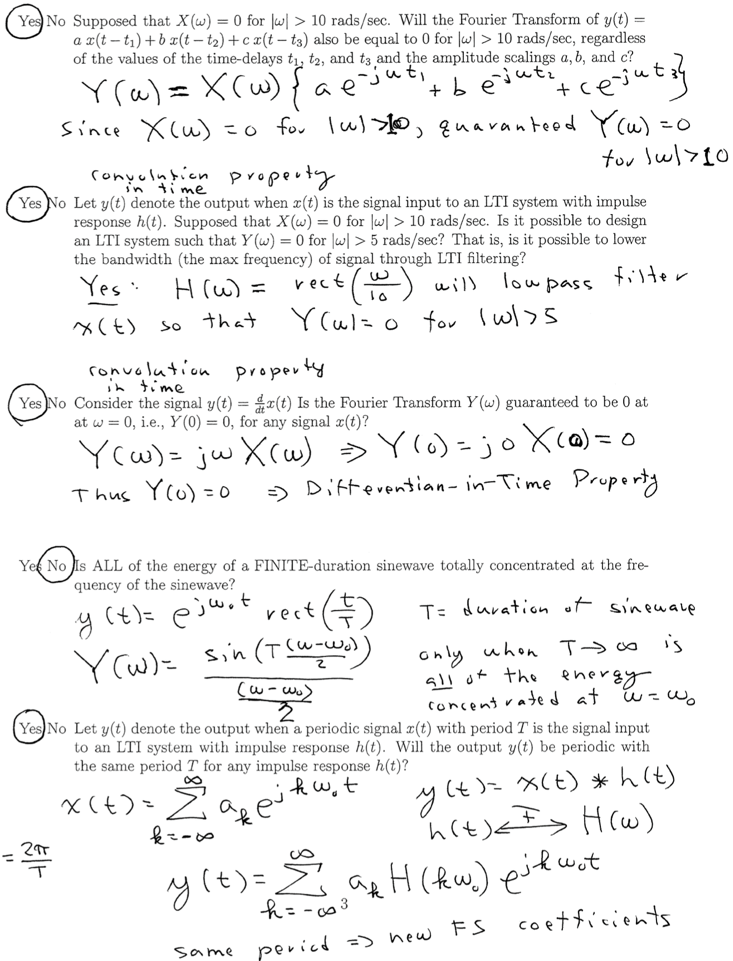 Yes No Supposed that X(ω) = 0 for |ω| > 10 rads/sec. Will the Fourier Transform of y(t) =
a x(t − t₁) + b x(t − t₂) + c x(t − t₃) also be equal to 0 for |ω| > 10 rads/sec, regardless
of the values of the time-delays t₁, t₂, and t₃ and the amplitude scalings a, b, and c?
Y(ω) = X(ω) { a e^{-jωt₁} + b e^{-jωt₂} + c e^{-jωt₃} }
Since X(ω) = 0 for |ω| > 10, guaranteed Y(ω) = 0
for |ω| > 10
convolution property
in time
Yes No Let y(t) denote the output when x(t) is the signal input to an LTI system with impulse
response h(t). Supposed that X(ω) = 0 for |ω| > 10 rads/sec. Is it possible to design
an LTI system such that Y(ω) = 0 for |ω| > 5 rads/sec? That is, is it possible to lower
the bandwidth (the max frequency) of signal through LTI filtering?
Yes: H(ω) = rect(ω/10) will lowpass filter
x(t) so that Y(ω) = 0 for |ω| > 5
convolution property
in time
Yes No Consider the signal y(t) = d/dt x(t) Is the Fourier Transform Y(ω) guaranteed to be 0 at
at ω = 0, i.e., Y(0) = 0, for any signal x(t)?
Y(ω) = jω X(ω) ⇒ Y(0) = j0 X(0) = 0
Thus Y(0) = 0 ⇒ Differentian-in-Time Property
Yes No Is ALL of the energy of a FINITE-duration sinewave totally concentrated at the fre-
quency of the sinewave?
y(t) = e^{jω₀t} rect(t/T) T = duration of sinewave
Y(ω) = sin(T (ω−ω₀)/2) / ((ω−ω₀)/2) only when T → ∞ is
all of the energy
concentrated at ω = ω₀
Yes No Let y(t) denote the output when a periodic signal x(t) with period T is the signal input
to an LTI system with impulse response h(t). Will the output y(t) be periodic with
the same period T for any impulse response h(t)?
x(t) = ∑_{k=-∞}^{∞} a_k e^{jkω₀t} y(t) = x(t) * h(t)
h(t) ⟷^{F} H(ω)
= 2π/T
y(t) = ∑_{k=-∞}^{∞} a_k H(kω₀) e^{jkω₀t}
3
same period ⇒ new FS coefficients